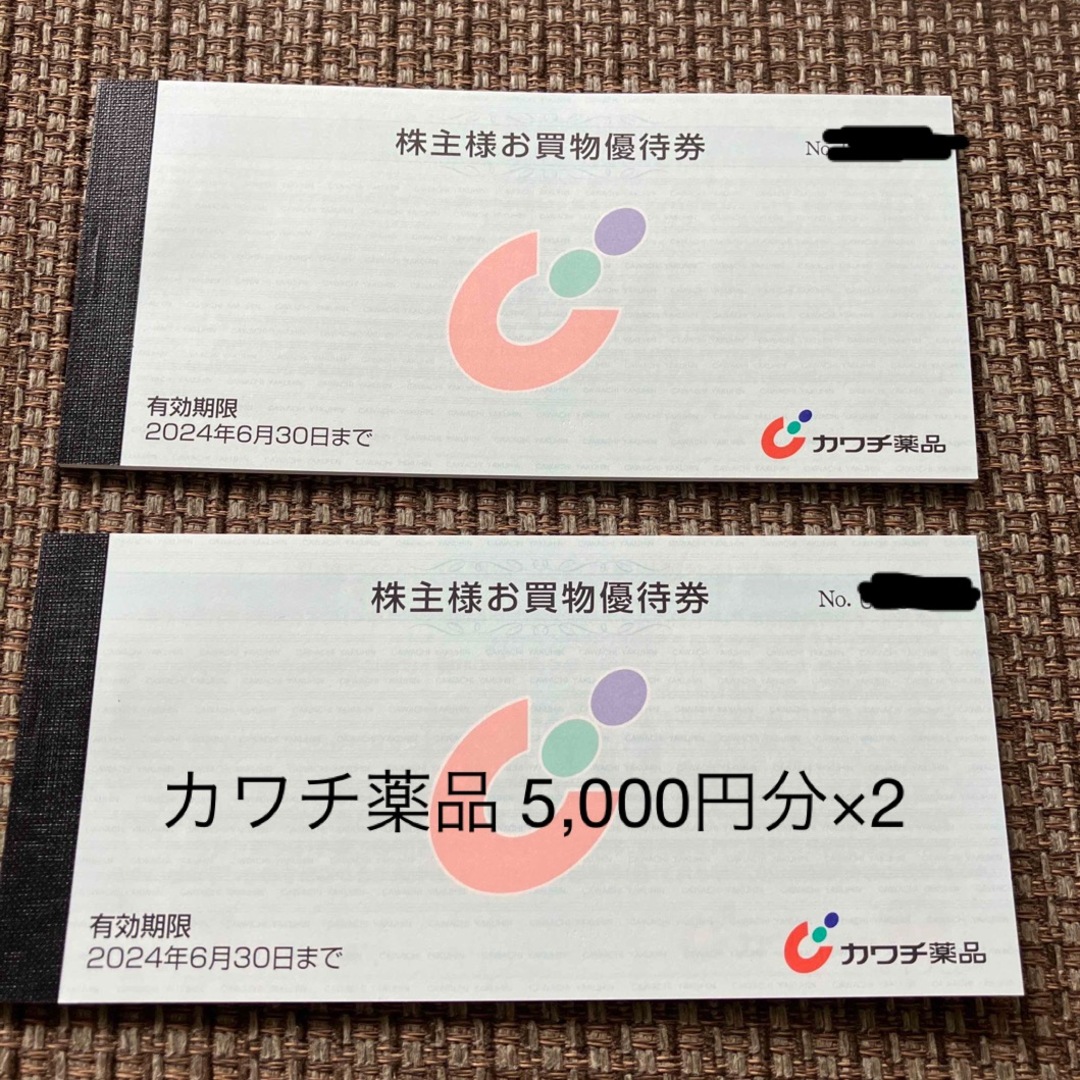 株主様お買物優待券
No.
有効期限
2024年6月30日まで
カワチ薬品
株主様お買物優待券
No.
カワチ薬品 5,000円分×2
有効期限
2024年6月30日まで
カワチ薬品